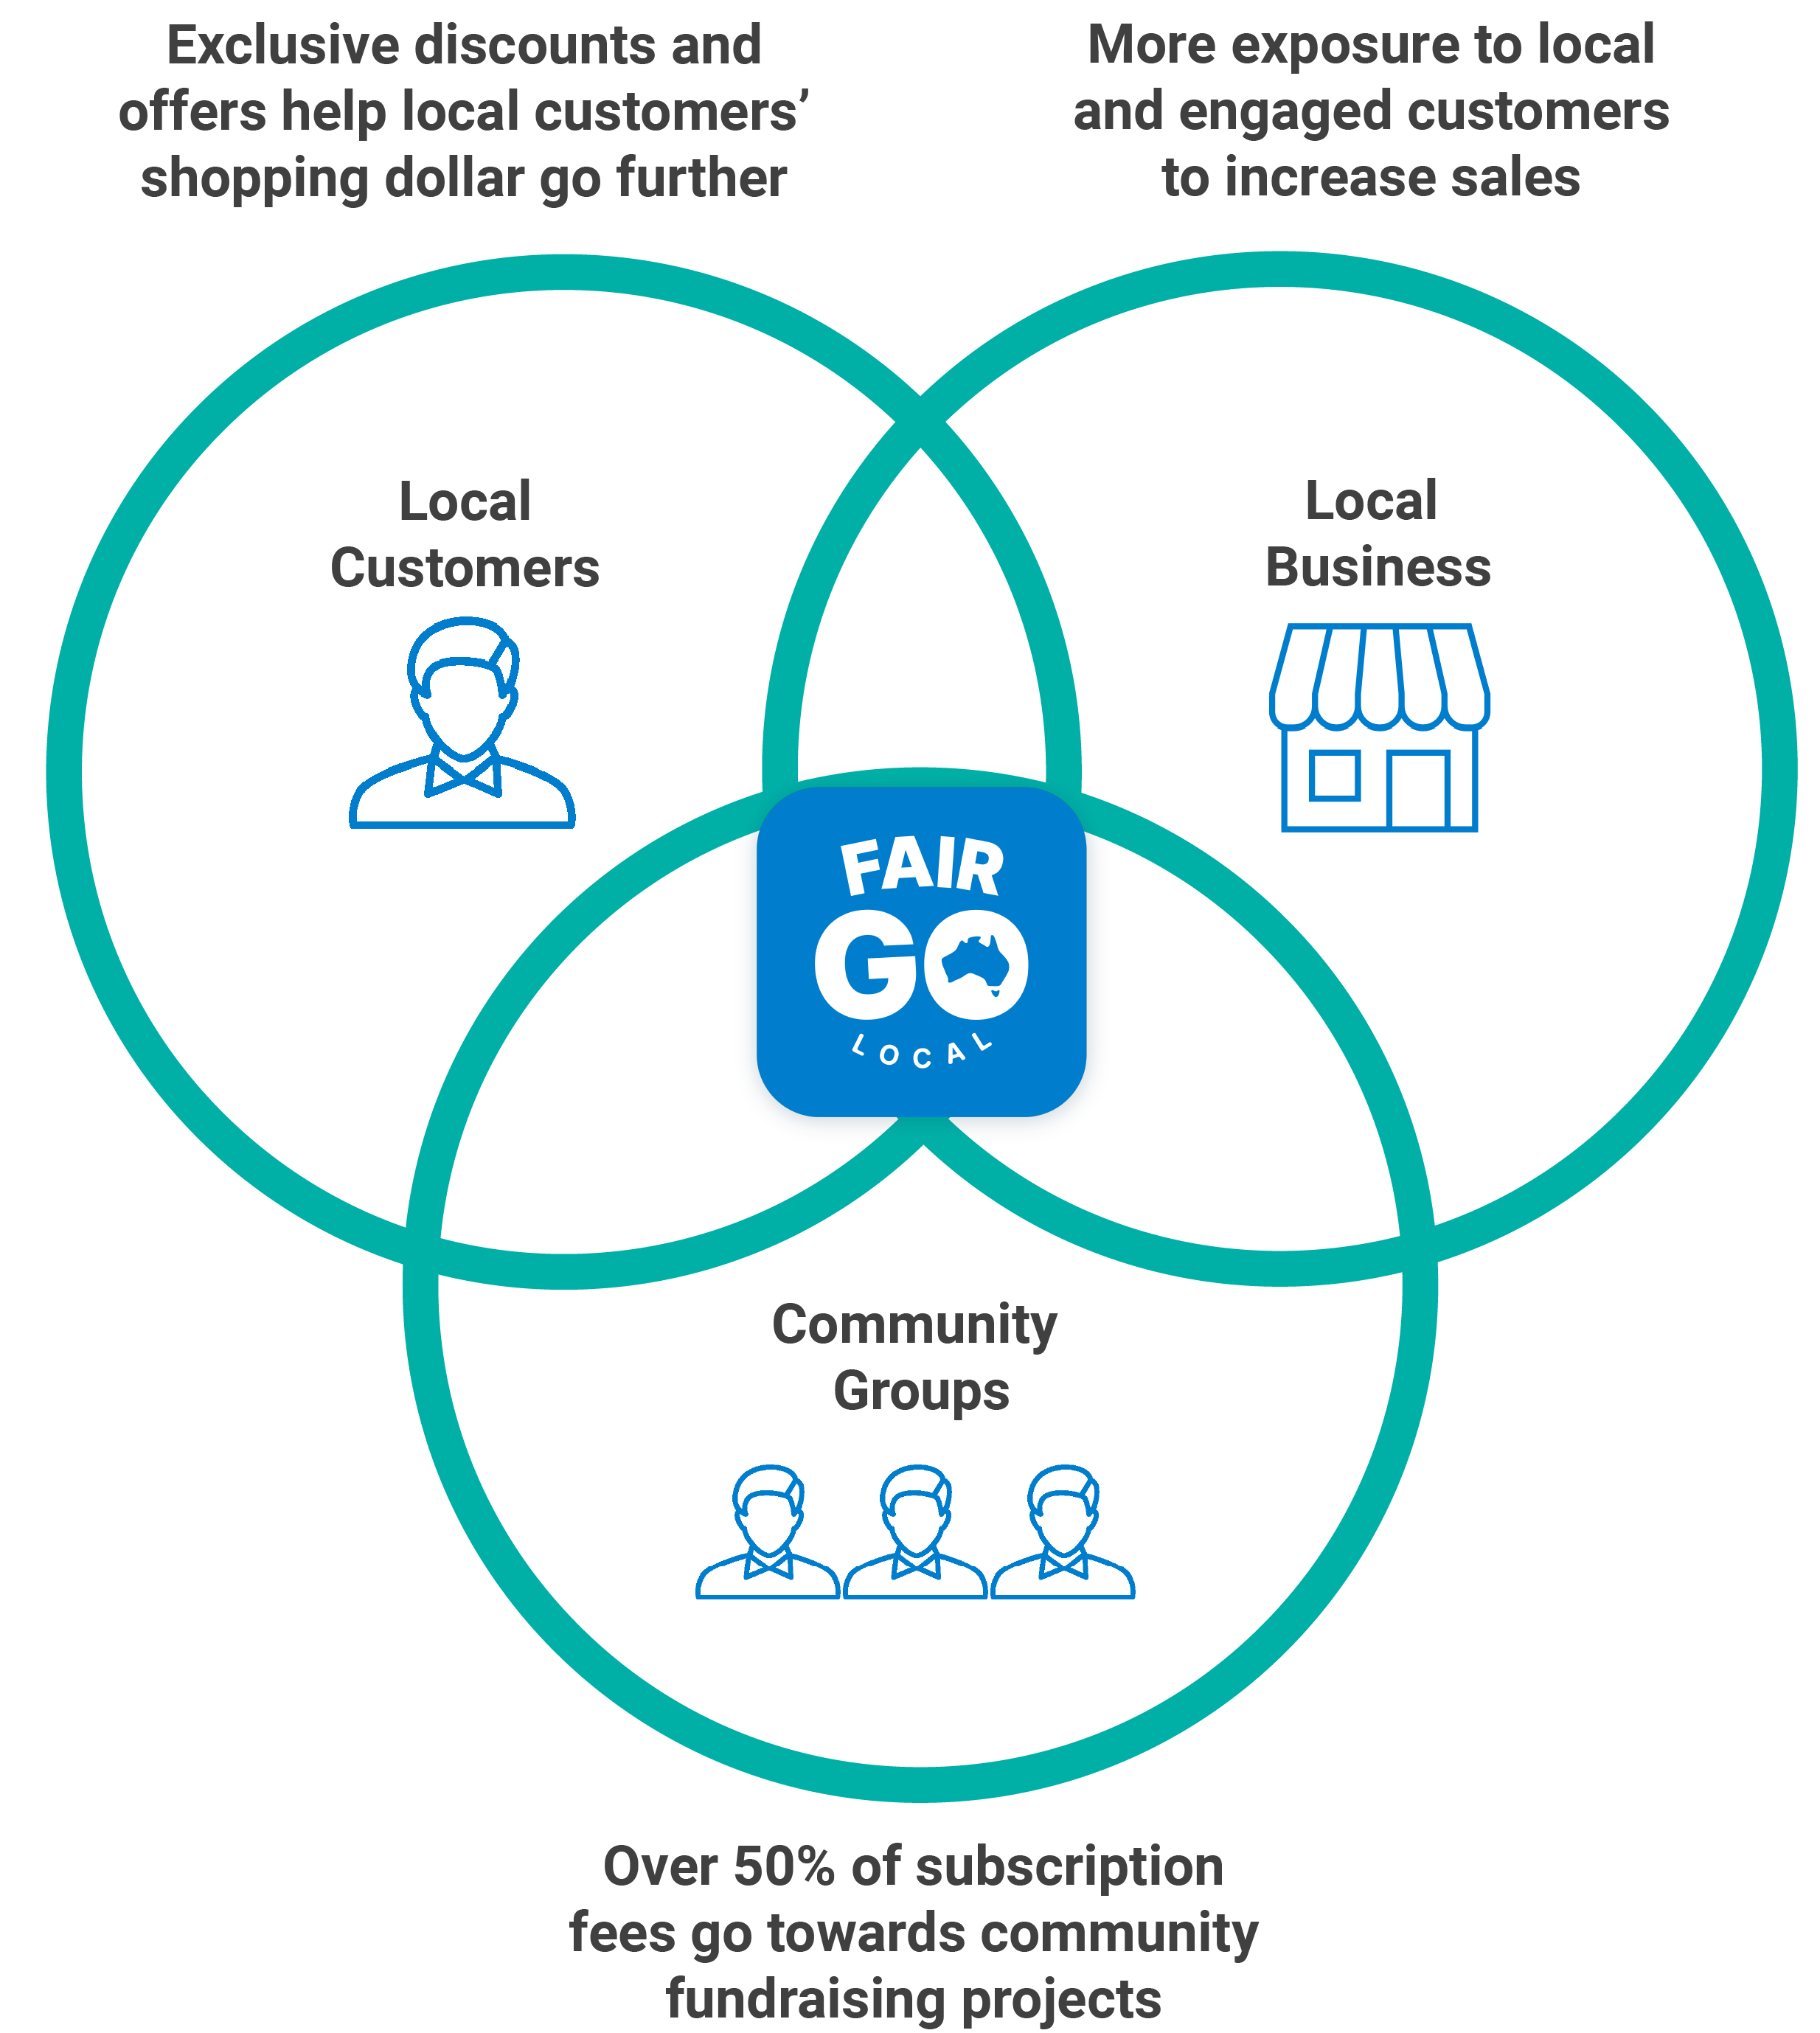 Exclusive discounts and
offers help local customers’
shopping dollar go further
More exposure to local
and engaged customers
to increase sales
Local
Customers
Local
Business
FAIR
GO
LOCAL
Community
Groups
Over 50% of subscription
fees go towards community
fundraising projects